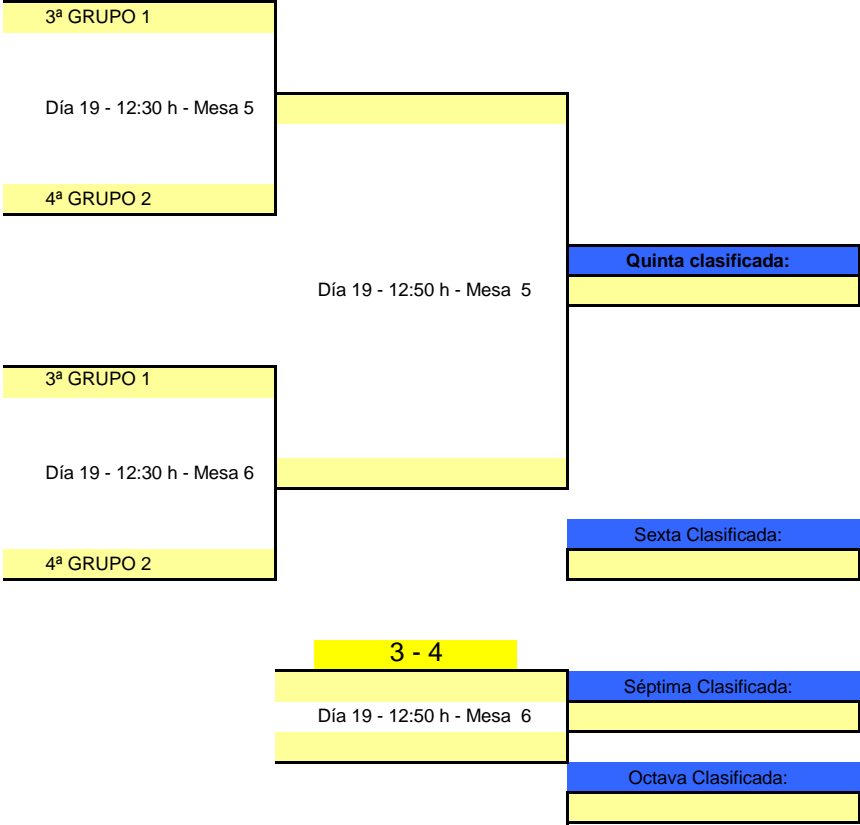 3ª GRUPO 1
Día 19 - 12:30 h - Mesa 5
4ª GRUPO 2
Quinta clasificada:
Día 19 - 12:50 h - Mesa 5
3ª GRUPO 1
Día 19 - 12:30 h - Mesa 6
Sexta Clasificada:
4ª GRUPO 2
3 - 4
Séptima Clasificada:
Día 19 - 12:50 h - Mesa 6
Octava Clasificada: